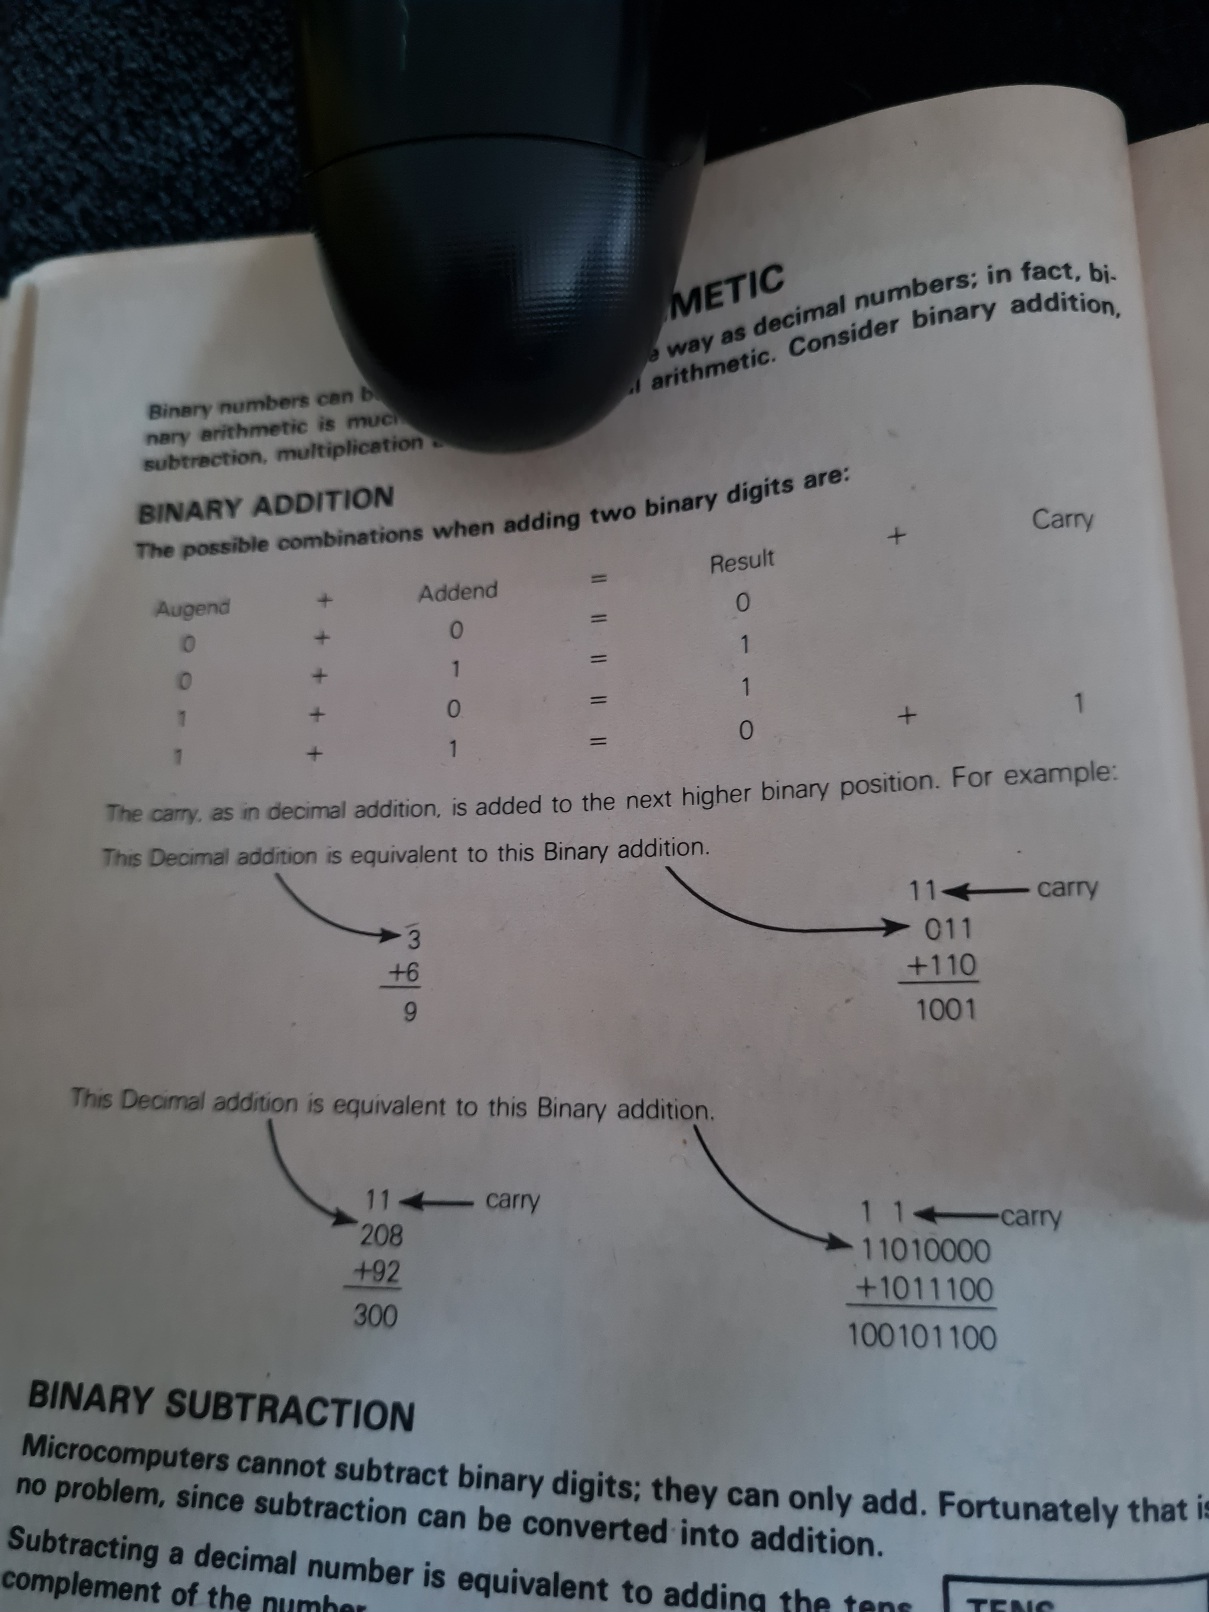 METIC
Binary numbers can way as decimal numbers; in fact, bi-
nary arithmetic is arithmetic. Consider binary addition,
subtraction, multiplication
BINARY ADDITION
The possible combinations when adding two binary digits are:
Augend + Addend = Result + Carry
0 + 0 = 0
0 + 1 = 1
1 + 0 = 1
1 + 1 = 0 + 1
The carry, as in decimal addition, is added to the next higher binary position. For example:
This Decimal addition is equivalent to this Binary addition.
11 carry
3 011
+6 +110
9 1001
This Decimal addition is equivalent to this Binary addition.
11 carry 1 1 carry
208 11010000
+92 +1011100
300 100101100
BINARY SUBTRACTION
Microcomputers cannot subtract binary digits; they can only add. Fortunately that is
no problem, since subtraction can be converted into addition.
Subtracting a decimal number is equivalent to adding the tens
complement of the number
TENS